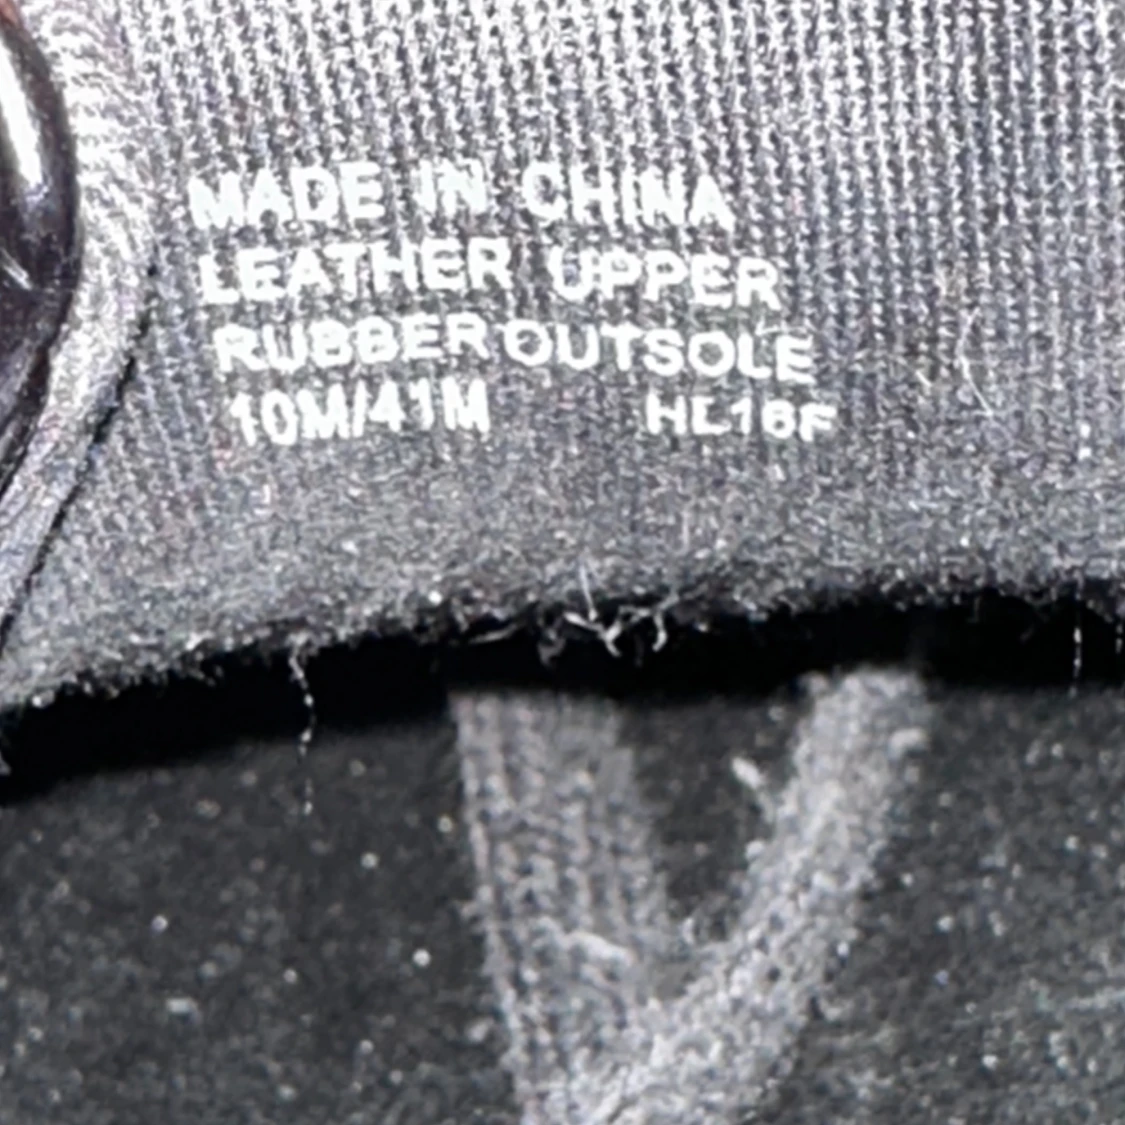 MADE IN CHINA
LEATHER UPPER
RUBBER OUTSOLE
10M/41M HL16F